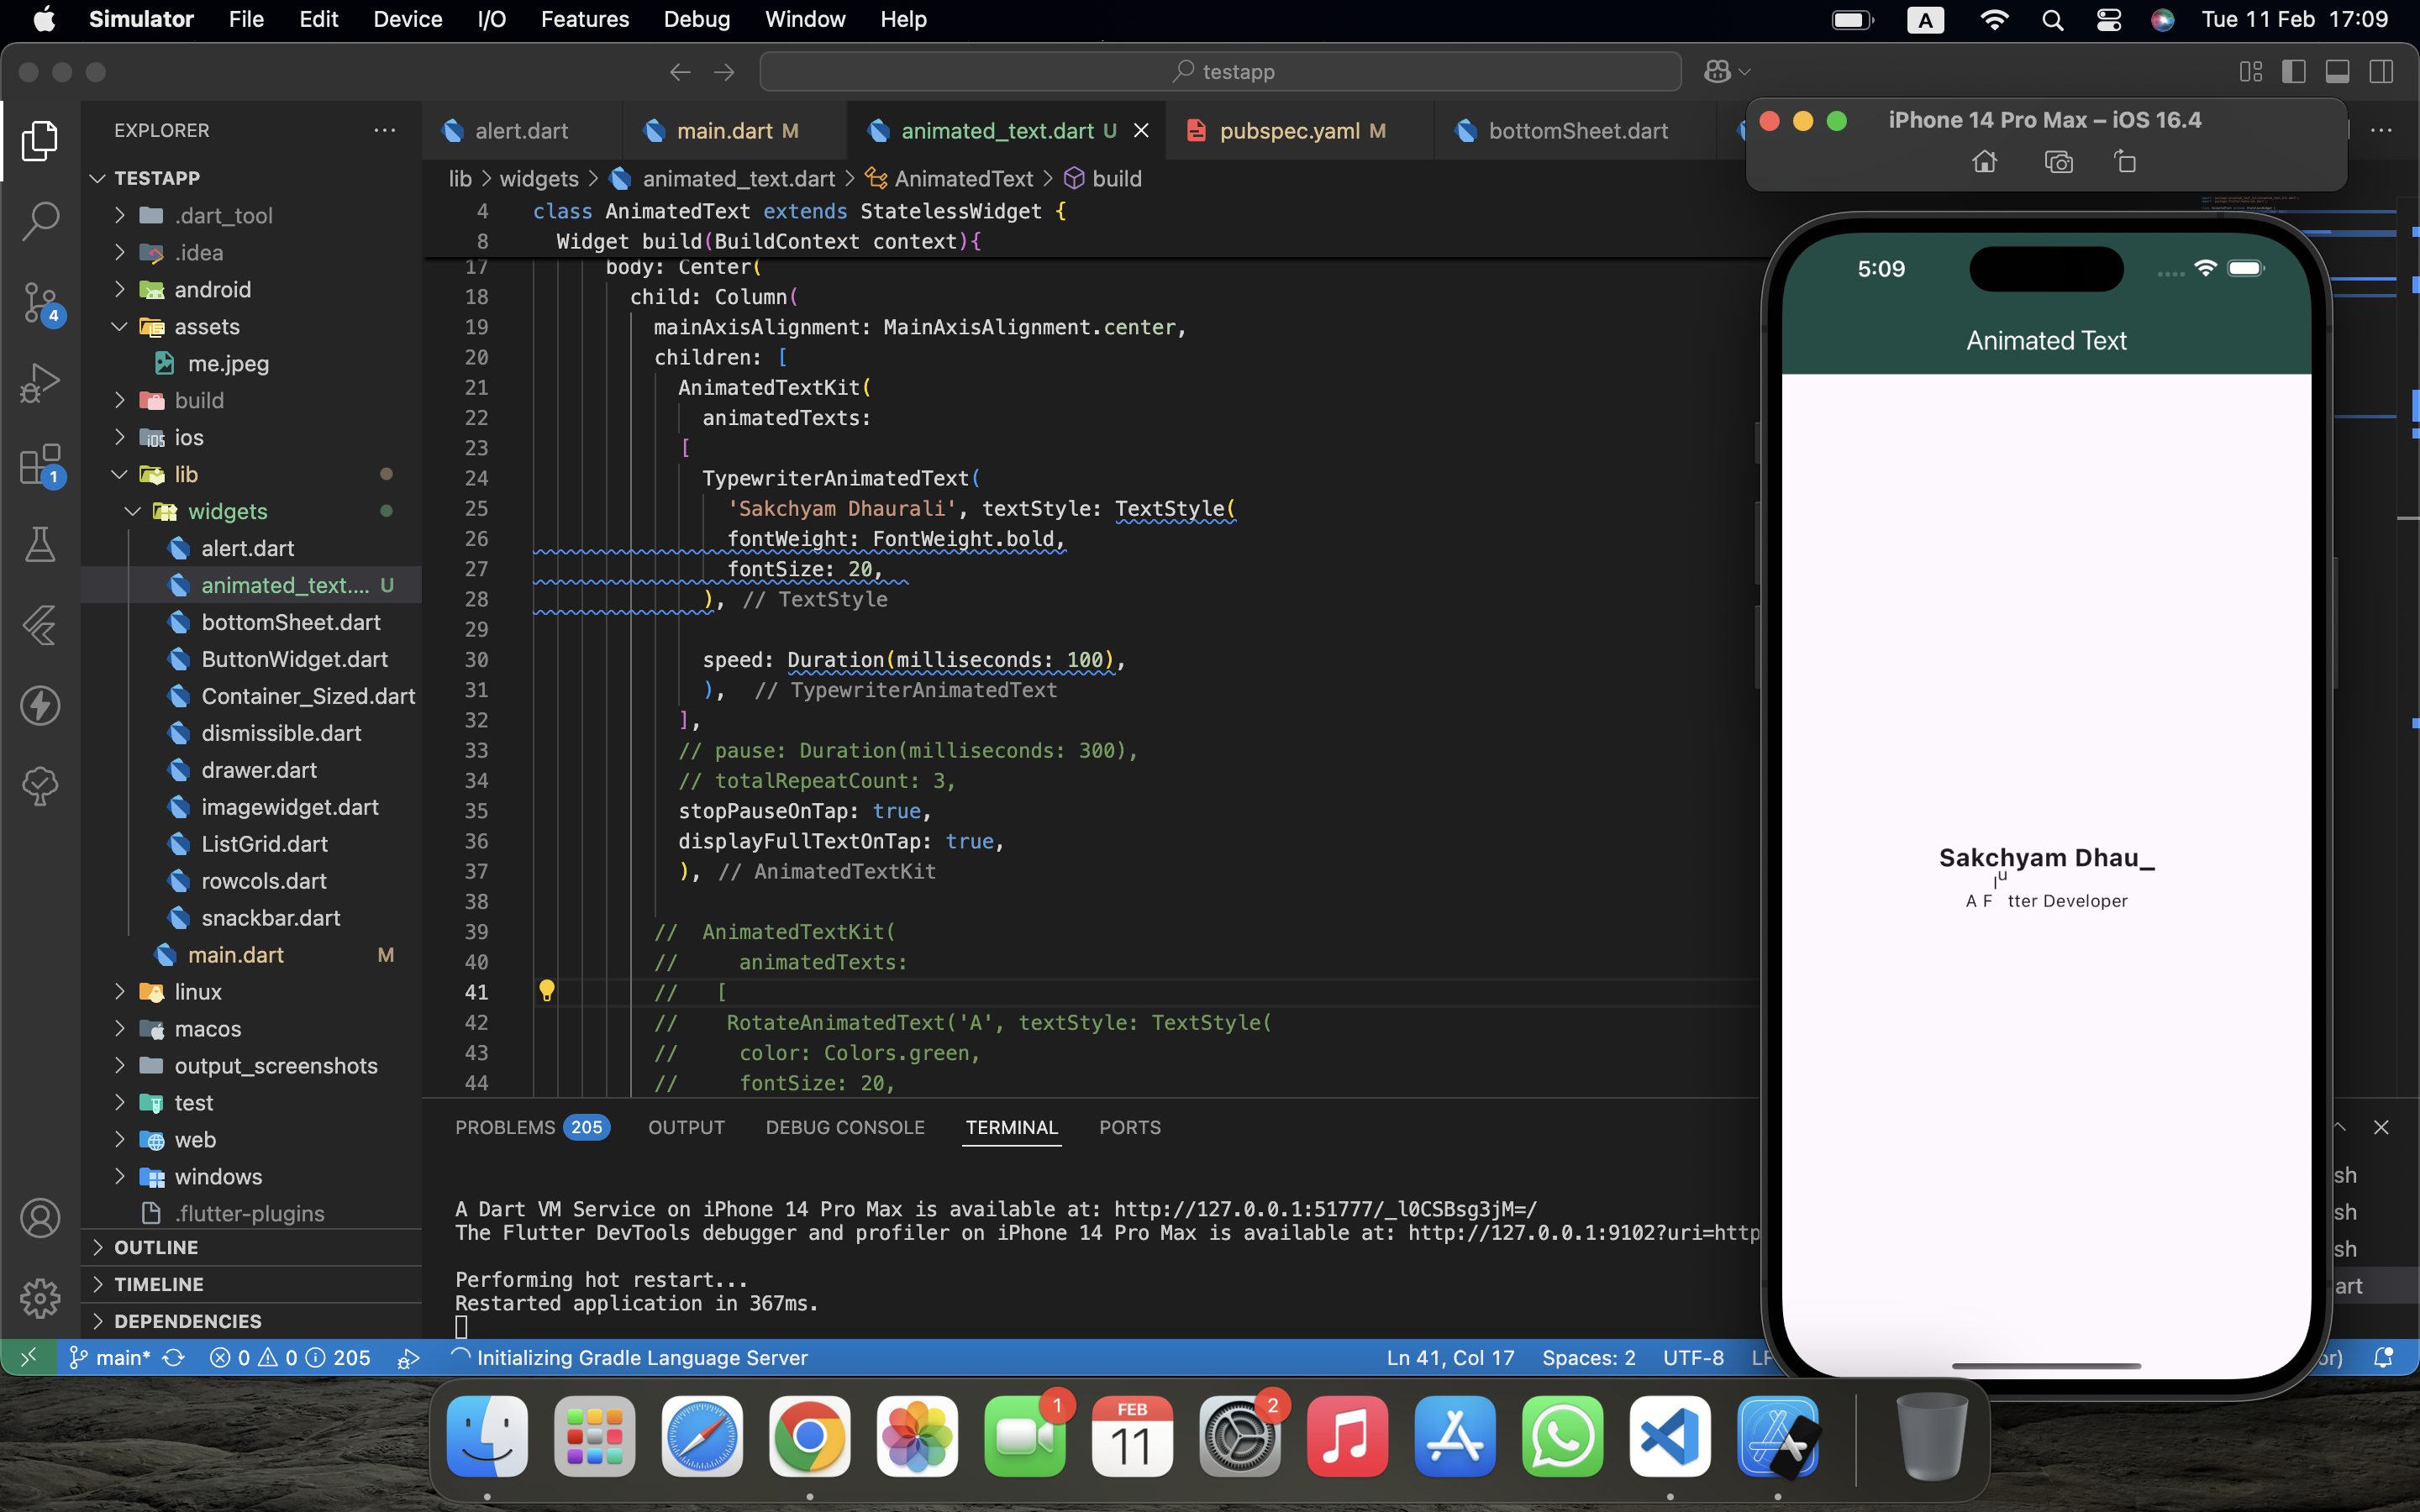 Simulator File Edit Device I/O Features Debug Window Help A Tue 11 Feb 17:09
testapp
EXPLORER
TESTAPP
.dart_tool
.idea
android
assets
me.jpeg
build
ios
lib
widgets
alert.dart
animated_text.... U
bottomSheet.dart
ButtonWidget.dart
Container_Sized.dart
dismissible.dart
drawer.dart
imagewidget.dart
ListGrid.dart
rowcols.dart
snackbar.dart
main.dart M
linux
macos
output_screenshots
test
web
windows
.flutter-plugins
OUTLINE
TIMELINE
DEPENDENCIES
4
1
alert.dart main.dart M animated_text.dart U pubspec.yaml M bottomSheet.dart
lib > widgets > animated_text.dart > AnimatedText > build
4 class AnimatedText extends StatelessWidget {
8 Widget build(BuildContext context){
17 body: Center(
18 child: Column(
19 mainAxisAlignment: MainAxisAlignment.center,
20 children: [
21 AnimatedTextKit(
22 animatedTexts:
23 [
24 TypewriterAnimatedText(
25 'Sakchyam Dhaurali', textStyle: TextStyle(
26 fontWeight: FontWeight.bold,
27 fontSize: 20,
28 ), // TextStyle
29
30 speed: Duration(milliseconds: 100),
31 ), // TypewriterAnimatedText
32 ],
33 // pause: Duration(milliseconds: 300),
34 // totalRepeatCount: 3,
35 stopPauseOnTap: true,
36 displayFullTextOnTap: true,
37 ), // AnimatedTextKit
38
39 // AnimatedTextKit(
40 // animatedTexts:
41 // [
42 // RotateAnimatedText('A', textStyle: TextStyle(
43 // color: Colors.green,
44 // fontSize: 20,
PROBLEMS 205 OUTPUT DEBUG CONSOLE TERMINAL PORTS
A Dart VM Service on iPhone 14 Pro Max is available at: http://127.0.0.1:51777/_l0CSBsg3jM=/
The Flutter DevTools debugger and profiler on iPhone 14 Pro Max is available at: http://127.0.0.1:9102?uri=http
Performing hot restart...
Restarted application in 367ms.
sh
sh
sh
art
main* 0 0 205 Initializing Gradle Language Server Ln 41, Col 17 Spaces: 2 UTF-8 LF or)
iPhone 14 Pro Max – iOS 16.4
5:09
Animated Text
Sakchyam Dhau_
A Flutter Developer
1
FEB
11
2